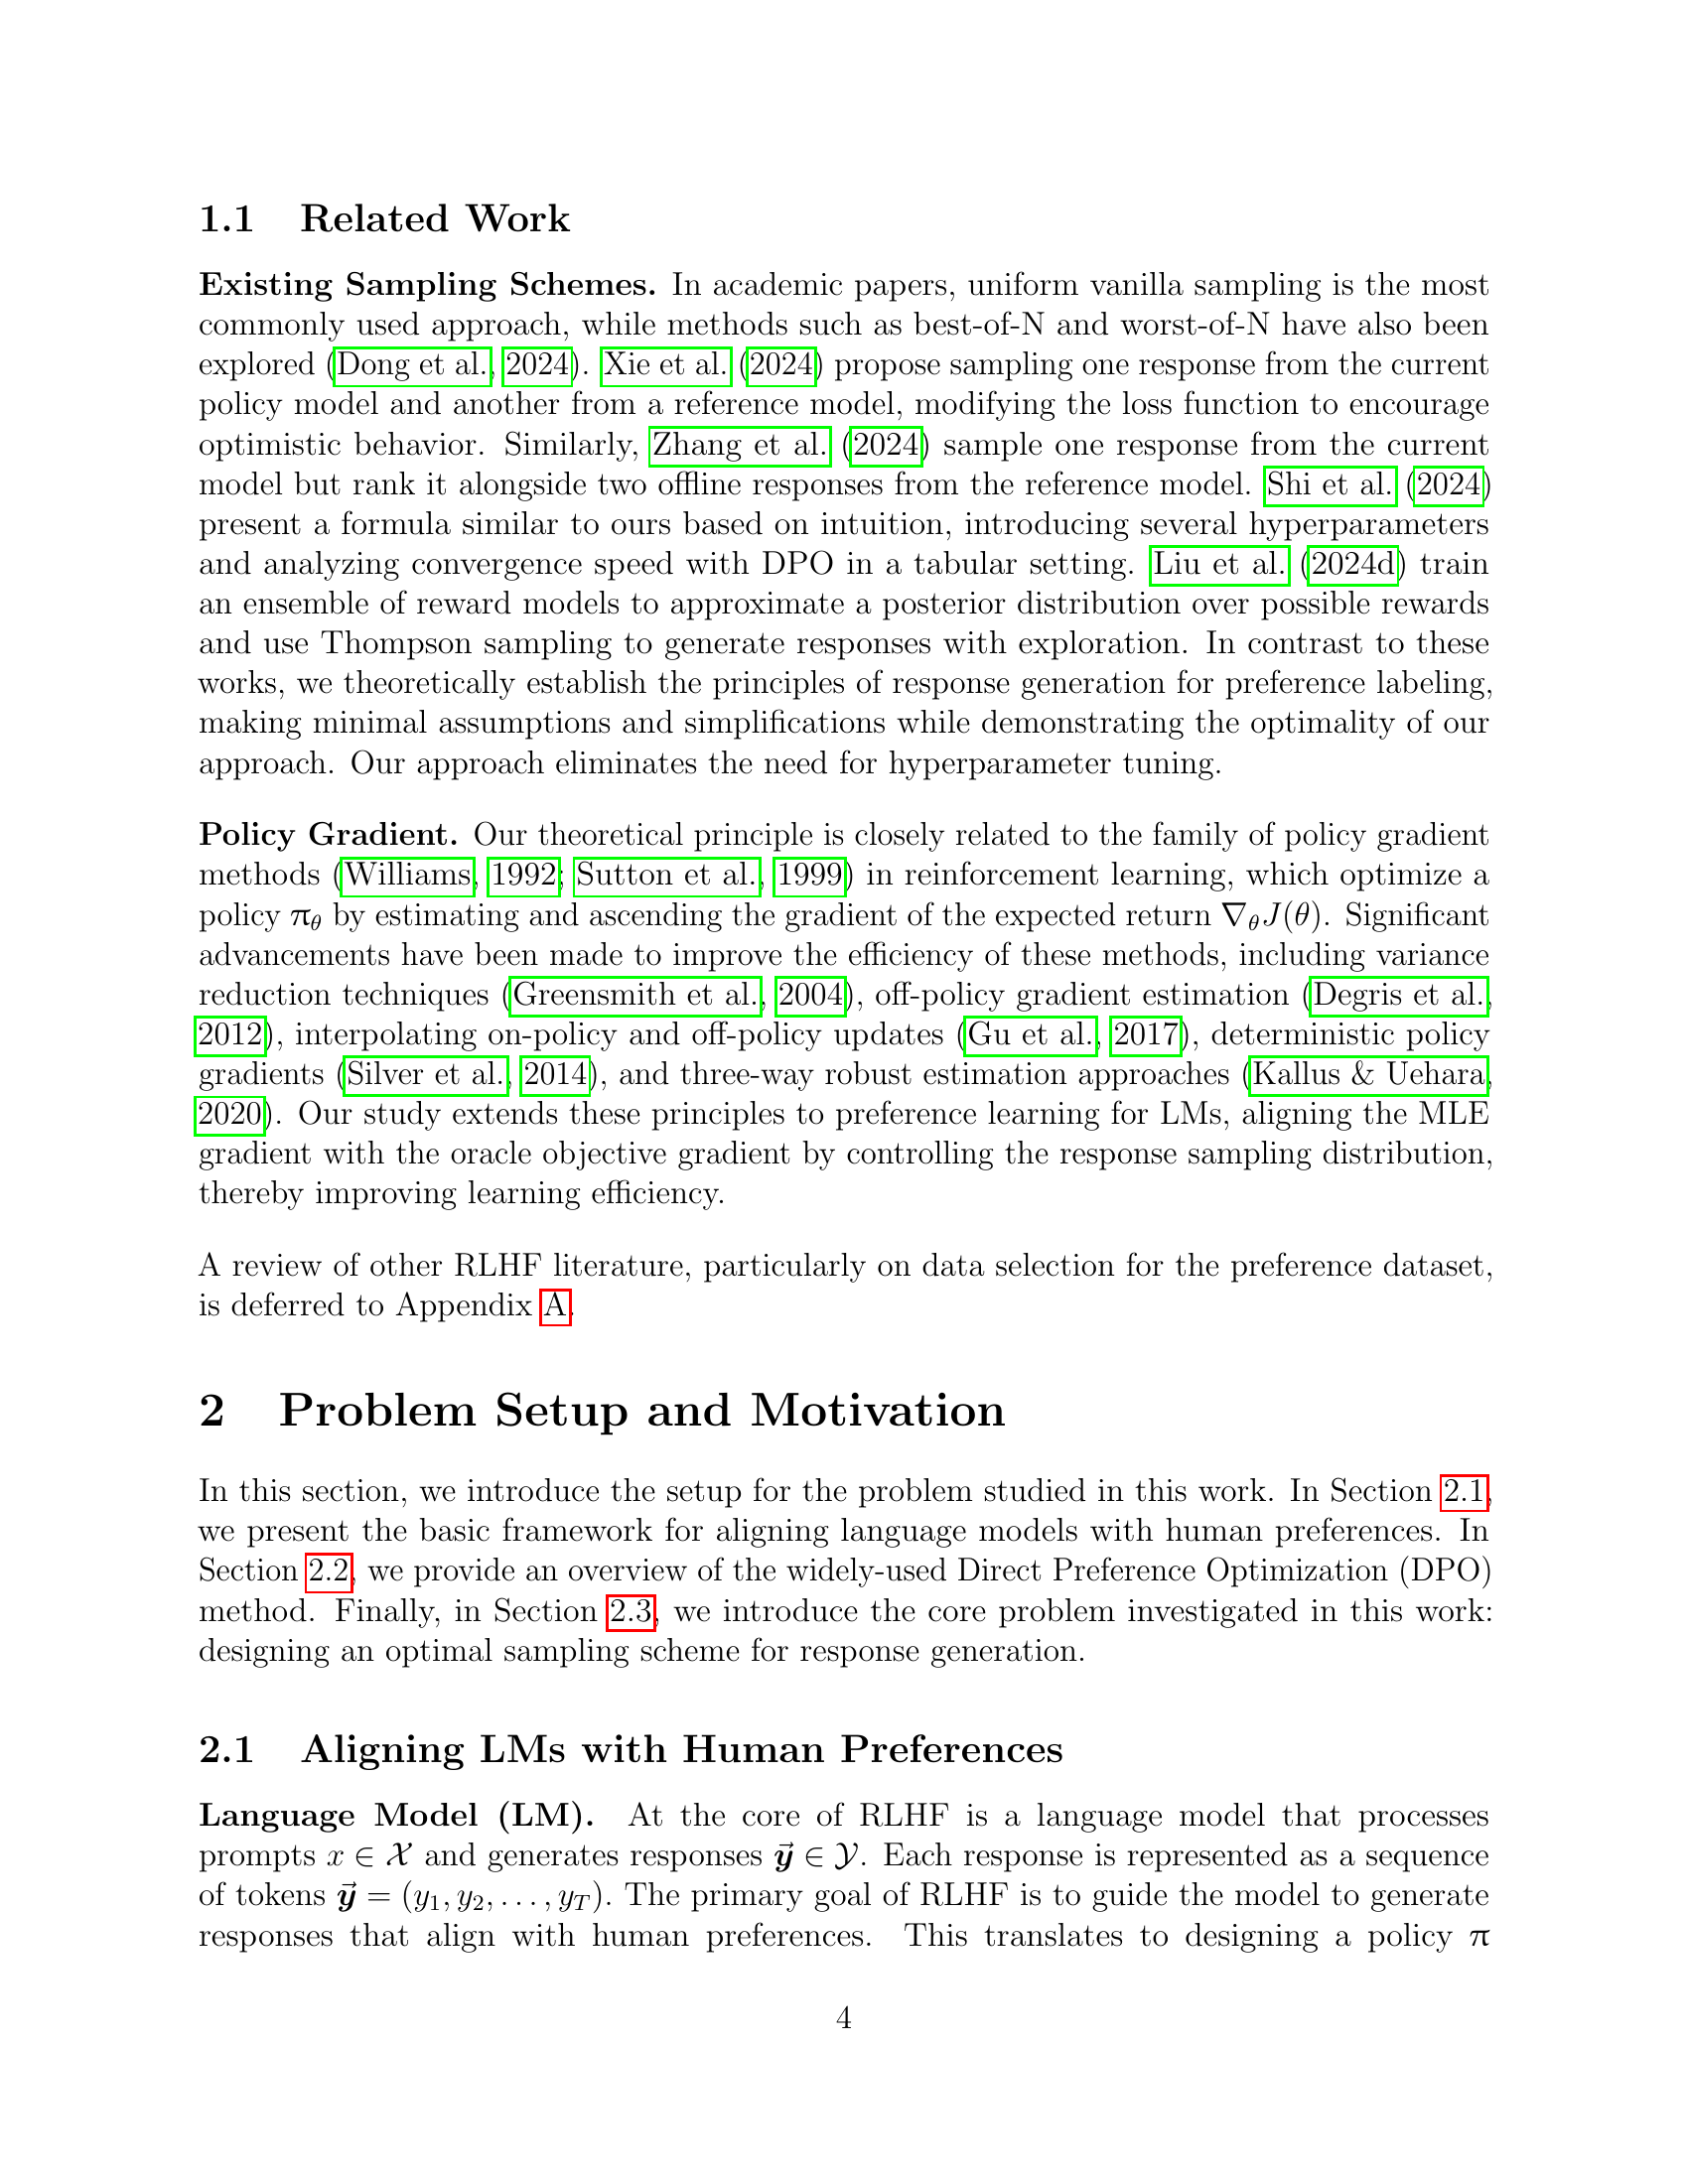 1.1 Related Work
Existing Sampling Schemes. In academic papers, uniform vanilla sampling is the most
commonly used approach, while methods such as best-of-N and worst-of-N have also been
explored (Dong et al., 2024). Xie et al. (2024) propose sampling one response from the current
policy model and another from a reference model, modifying the loss function to encourage
optimistic behavior. Similarly, Zhang et al. (2024) sample one response from the current
model but rank it alongside two offline responses from the reference model. Shi et al. (2024)
present a formula similar to ours based on intuition, introducing several hyperparameters
and analyzing convergence speed with DPO in a tabular setting. Liu et al. (2024d) train
an ensemble of reward models to approximate a posterior distribution over possible rewards
and use Thompson sampling to generate responses with exploration. In contrast to these
works, we theoretically establish the principles of response generation for preference labeling,
making minimal assumptions and simplifications while demonstrating the optimality of our
approach. Our approach eliminates the need for hyperparameter tuning.
Policy Gradient. Our theoretical principle is closely related to the family of policy gradient
methods (Williams, 1992; Sutton et al., 1999) in reinforcement learning, which optimize a
policy π_θ by estimating and ascending the gradient of the expected return ∇_θ J(θ). Significant
advancements have been made to improve the efficiency of these methods, including variance
reduction techniques (Greensmith et al., 2004), off-policy gradient estimation (Degris et al.,
2012), interpolating on-policy and off-policy updates (Gu et al., 2017), deterministic policy
gradients (Silver et al., 2014), and three-way robust estimation approaches (Kallus & Uehara,
2020). Our study extends these principles to preference learning for LMs, aligning the MLE
gradient with the oracle objective gradient by controlling the response sampling distribution,
thereby improving learning efficiency.
A review of other RLHF literature, particularly on data selection for the preference dataset,
is deferred to Appendix A.
2 Problem Setup and Motivation
In this section, we introduce the setup for the problem studied in this work. In Section 2.1,
we present the basic framework for aligning language models with human preferences. In
Section 2.2, we provide an overview of the widely-used Direct Preference Optimization (DPO)
method. Finally, in Section 2.3, we introduce the core problem investigated in this work:
designing an optimal sampling scheme for response generation.
2.1 Aligning LMs with Human Preferences
Language Model (LM). At the core of RLHF is a language model that processes
prompts x ∈ 𝒳 and generates responses y⃗ ∈ 𝒴. Each response is represented as a sequence
of tokens y⃗ = (y₁, y₂, . . . , y_T). The primary goal of RLHF is to guide the model to generate
responses that align with human preferences. This translates to designing a policy π
4